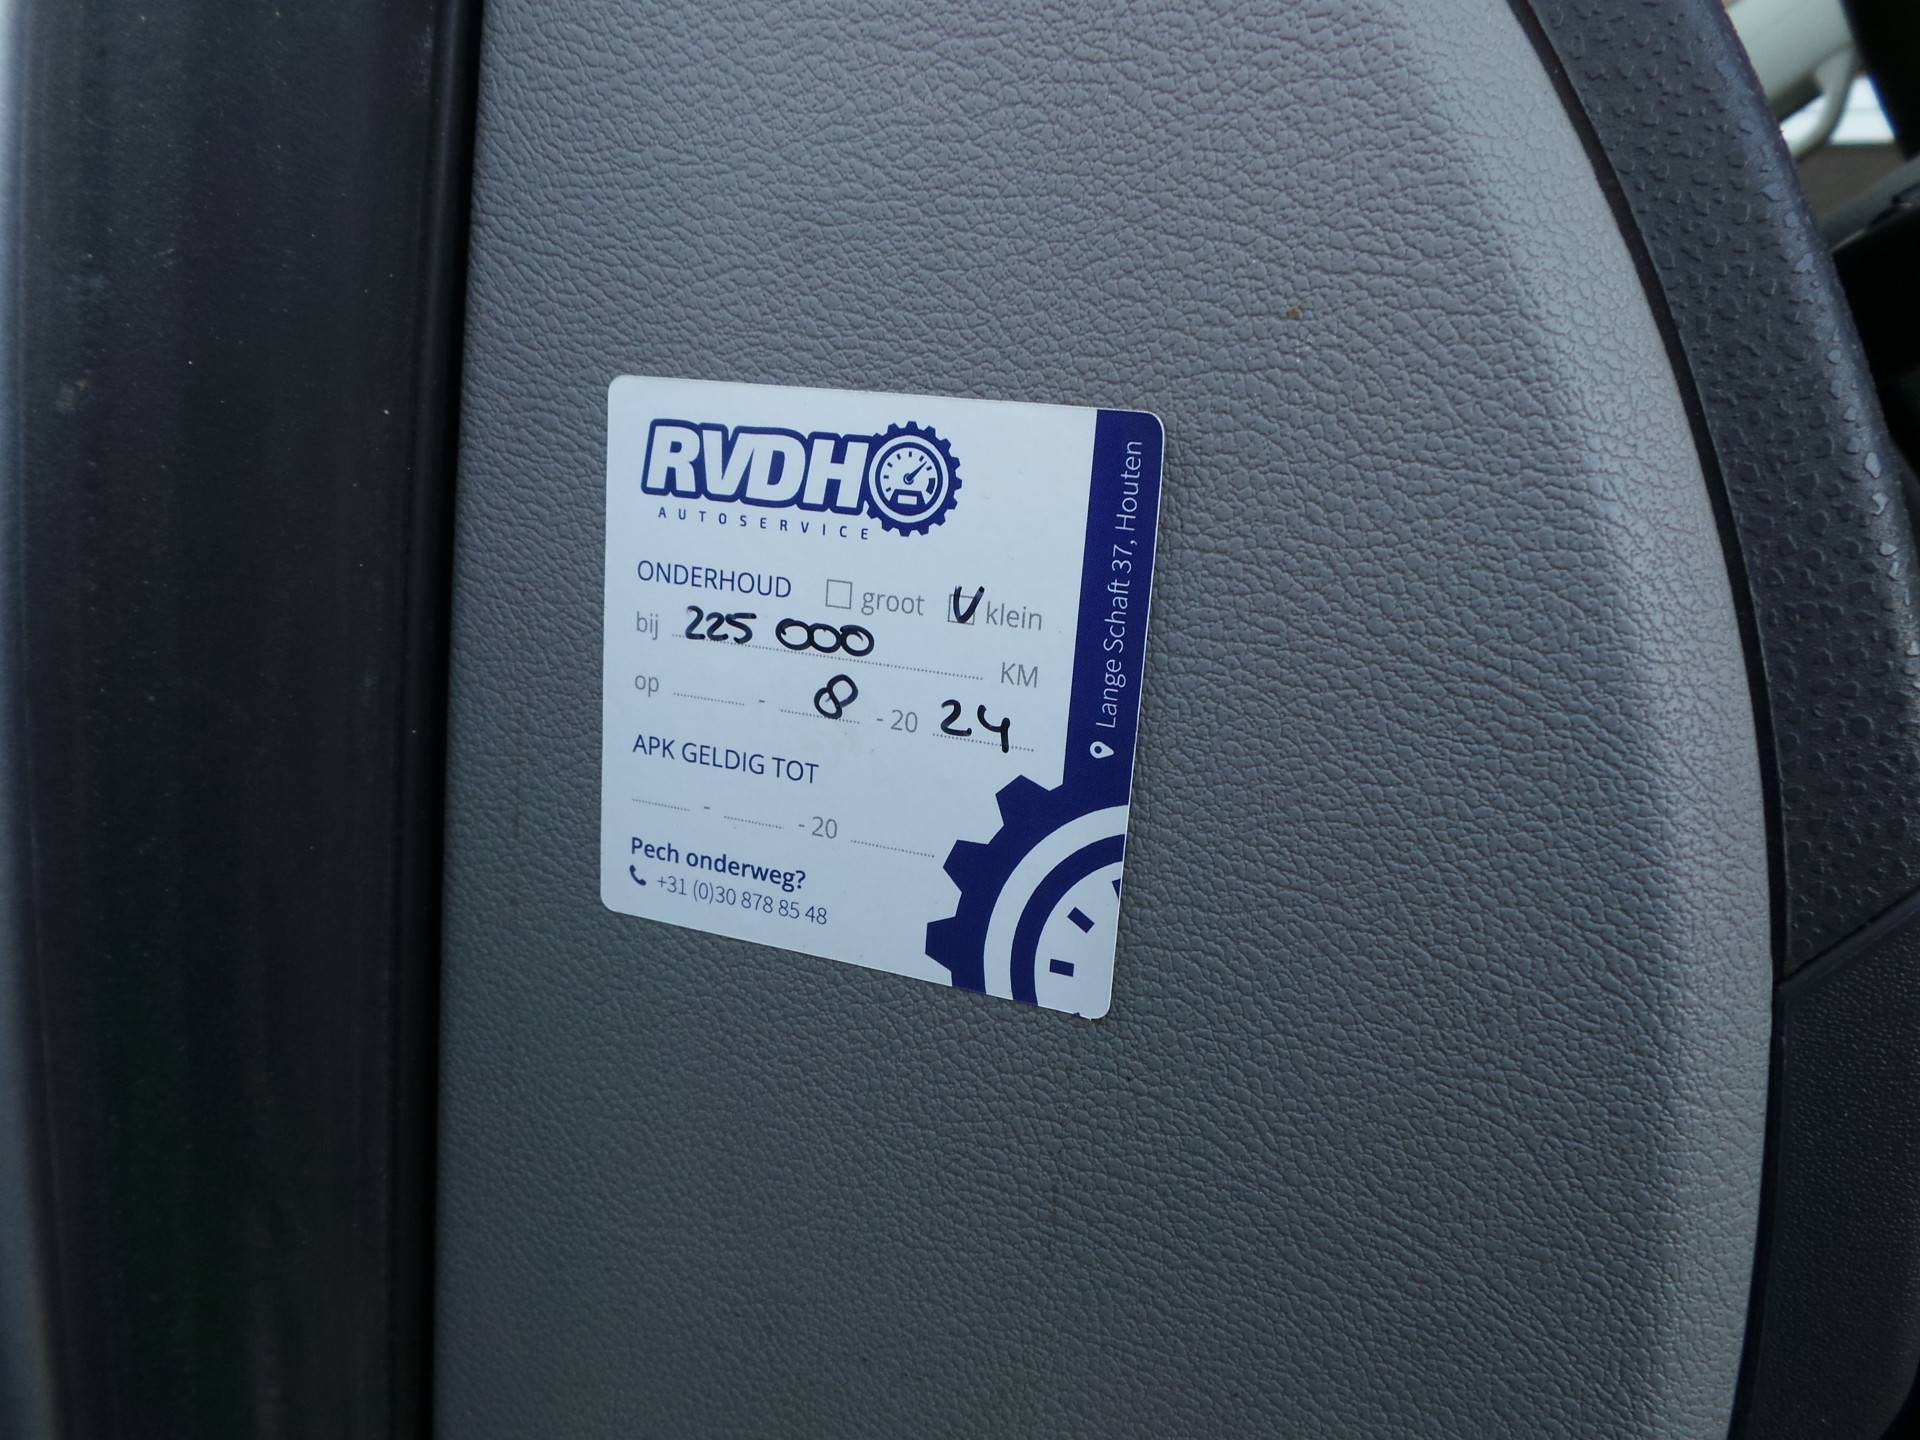 RVDH
AUTOSERVICE
ONDERHOUD groot V klein
bij 225 000 KM
op - 8 - 20 24
APK GELDIG TOT
- - 20
Pech onderweg?
+31 (0)30 878 85 48
Lange Schaft 37, Houten